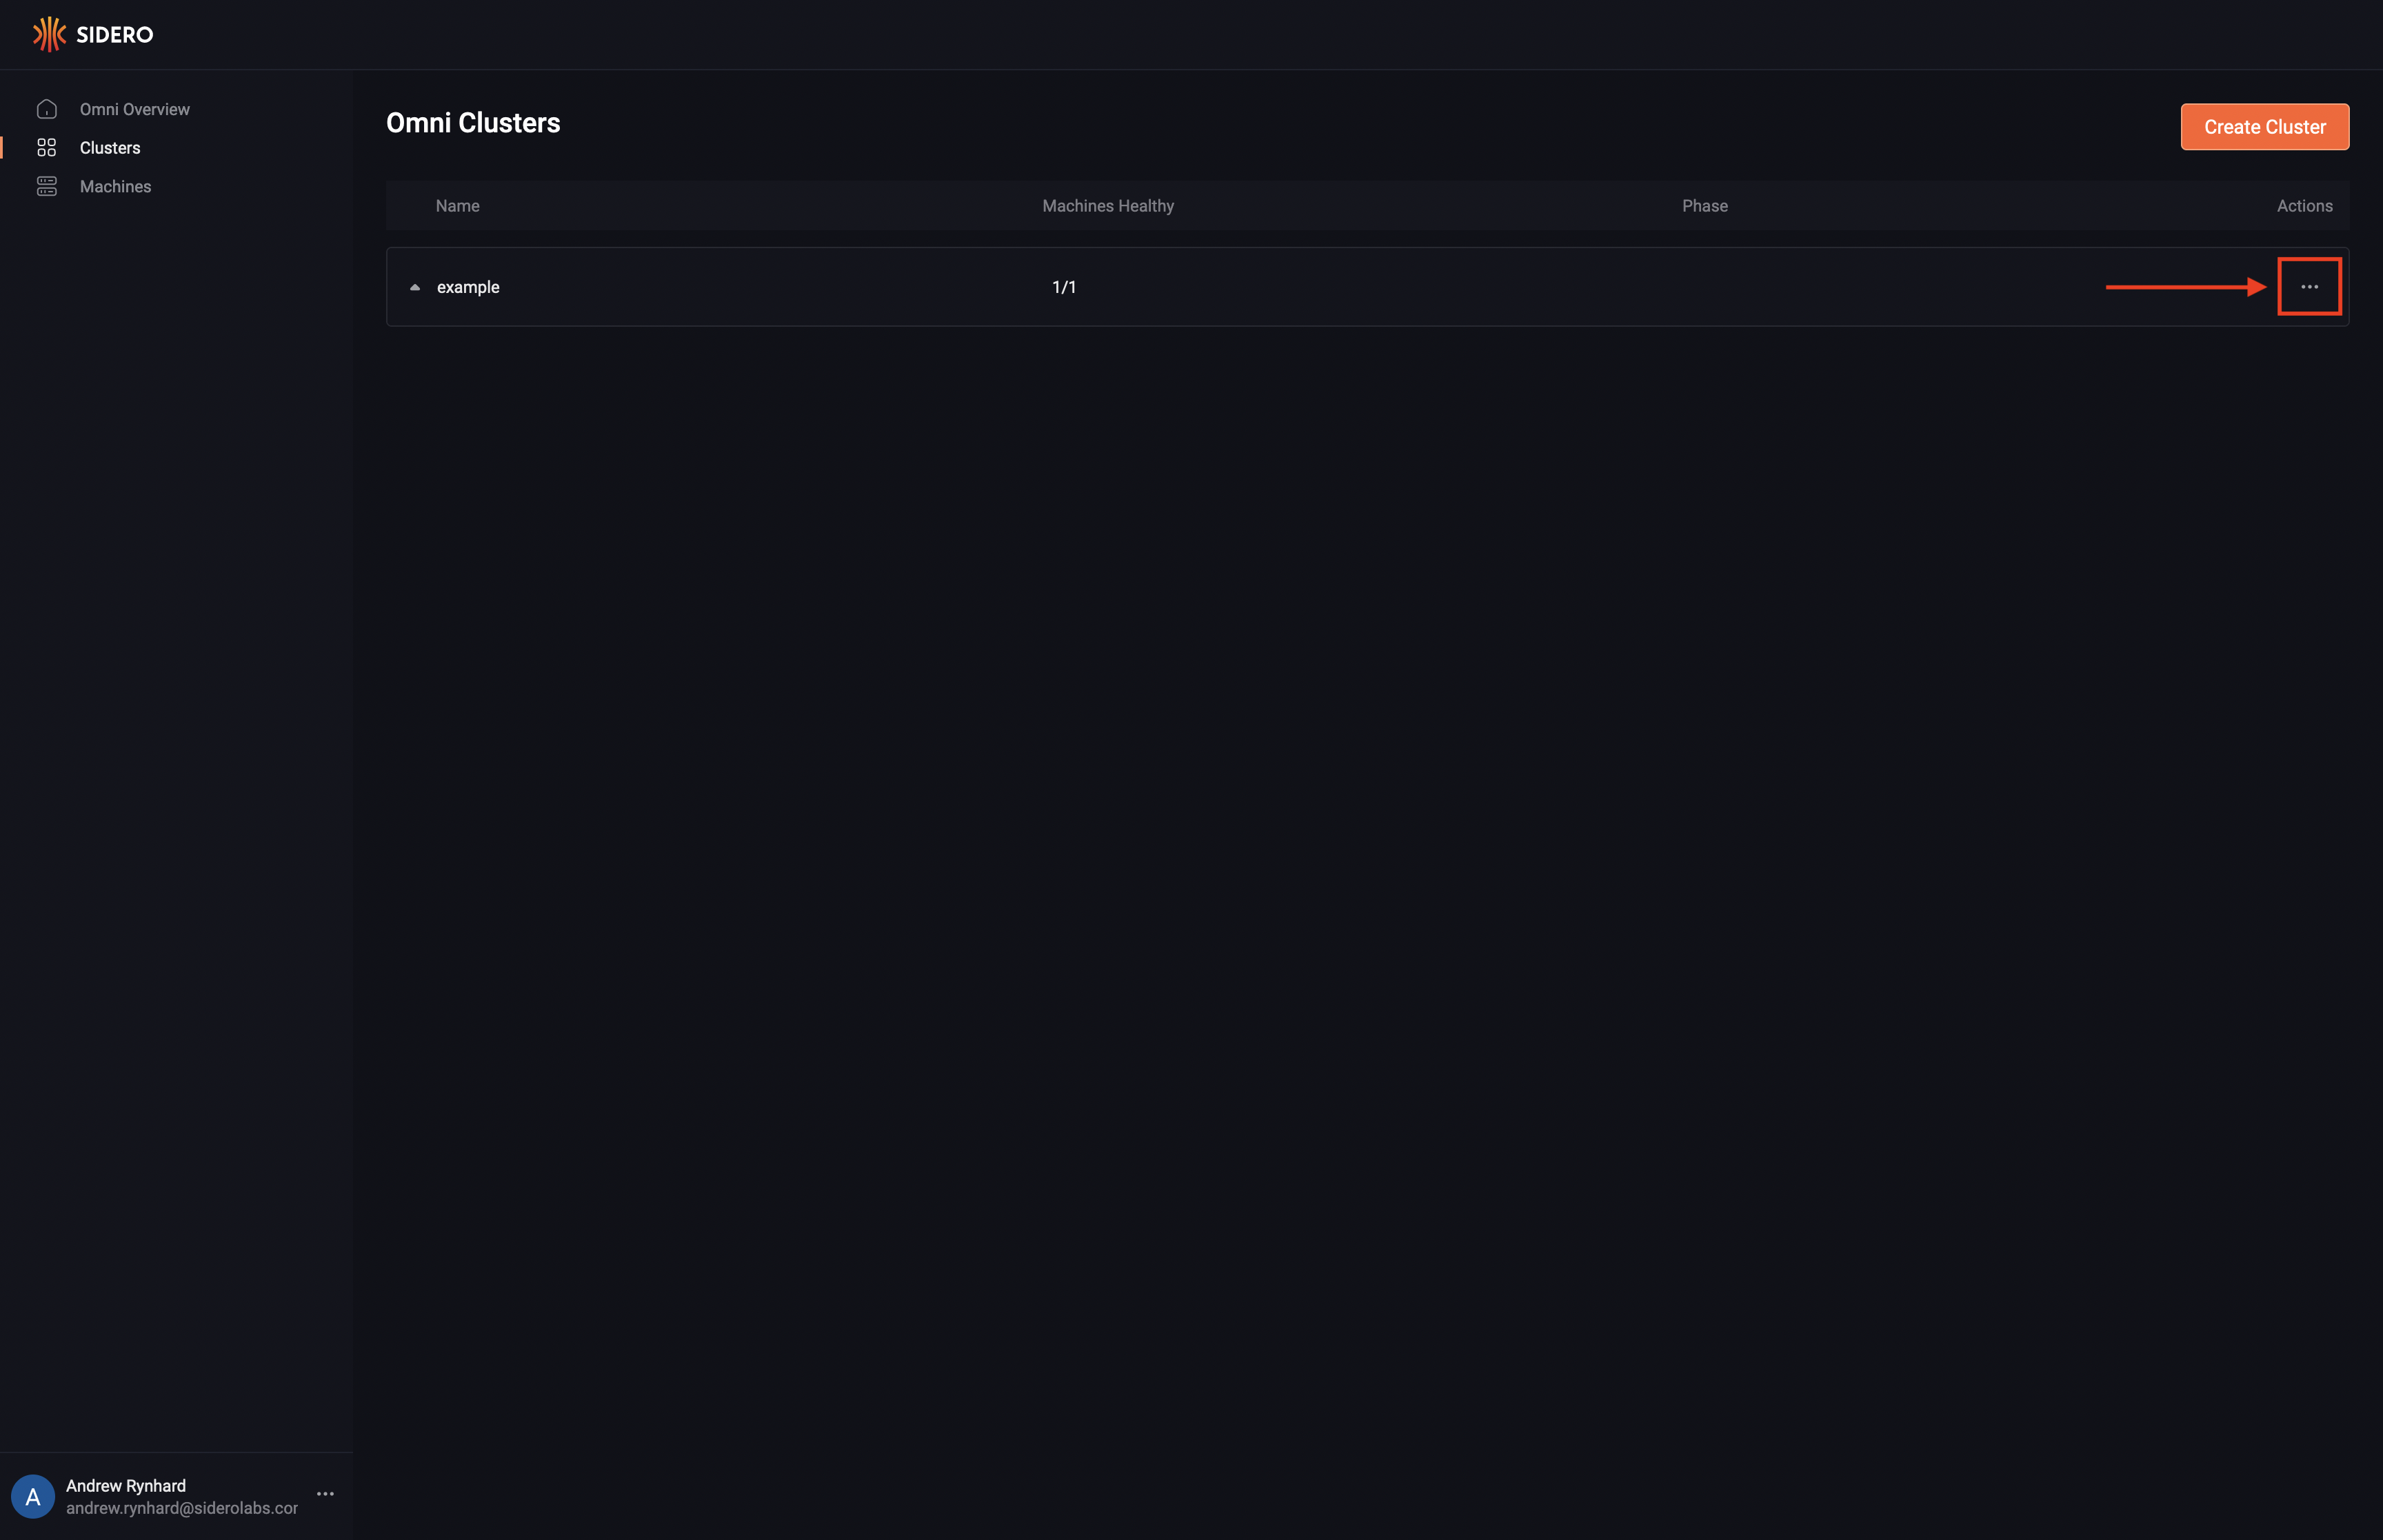 SIDERO
Omni Overview
Clusters
Machines
Omni Clusters
Create Cluster
Name Machines Healthy Phase Actions
example 1/1
A
Andrew Rynhard
andrew.rynhard@siderolabs.cor